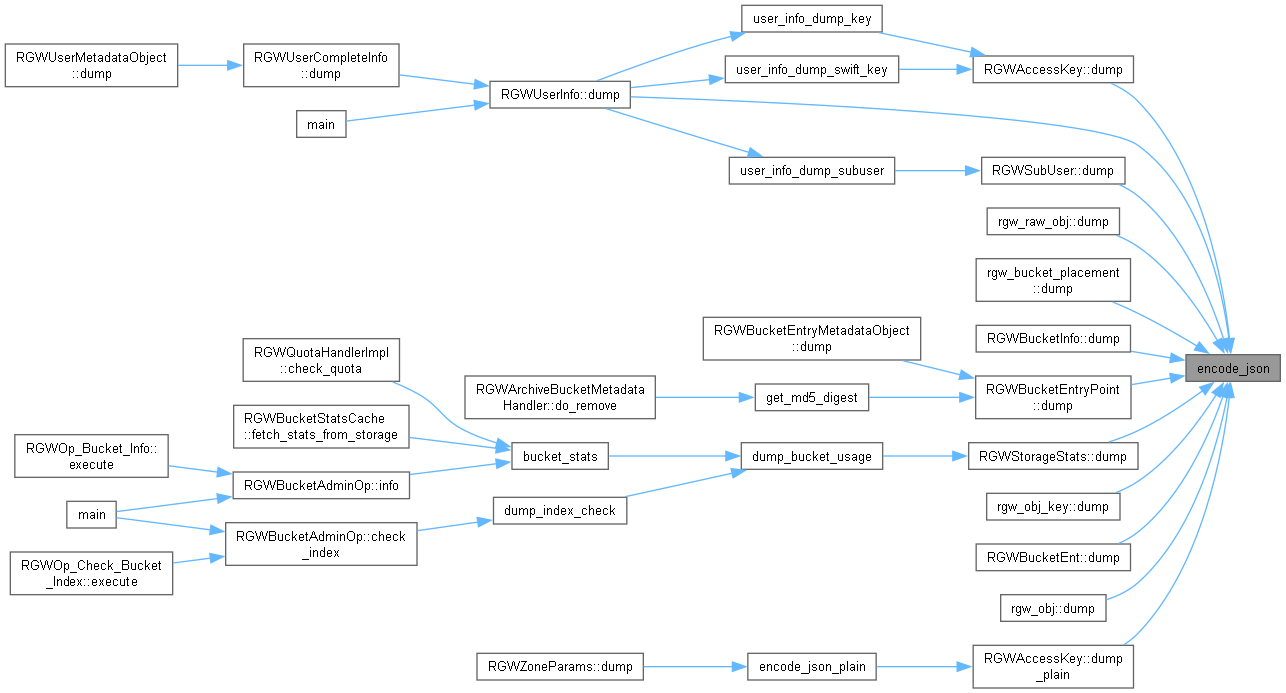 user_info_dump_key
RGWUserMetadataObject
::dump
RGWUserCompleteInfo
::dump
user_info_dump_swift_key
RGWAccessKey::dump
RGWUserInfo::dump
main
user_info_dump_subuser
RGWSubUser::dump
rgw_raw_obj::dump
rgw_bucket_placement
::dump
RGWBucketEntryMetadataObject
::dump
RGWBucketInfo::dump
RGWQuotaHandlerImpl
::check_quota
encode_json
RGWArchiveBucketMetadata
Handler::do_remove
get_md5_digest
RGWBucketEntryPoint
::dump
RGWBucketStatsCache
::fetch_stats_from_storage
RGWOp_Bucket_Info::
execute
bucket_stats
dump_bucket_usage
RGWStorageStats::dump
RGWBucketAdminOp::info
main
dump_index_check
rgw_obj_key::dump
RGWBucketAdminOp::check
_index
RGWOp_Check_Bucket
_Index::execute
RGWBucketEnt::dump
rgw_obj::dump
RGWZoneParams::dump
encode_json_plain
RGWAccessKey::dump
_plain